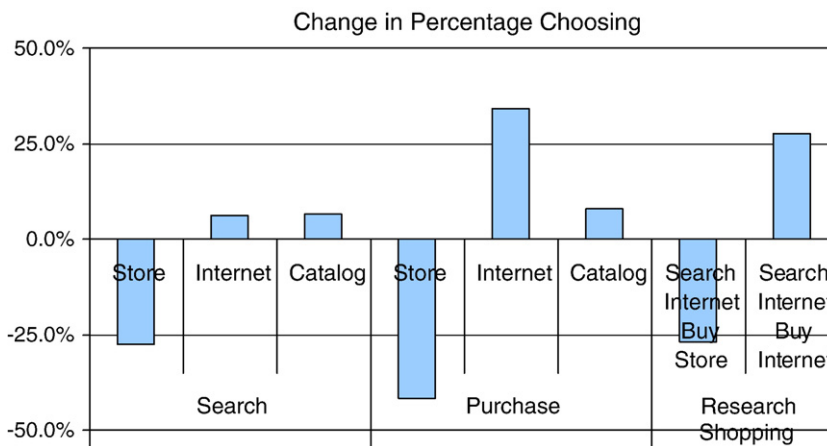 Change in Percentage Choosing
50.0%
25.0%
0.0%
-25.0%
-50.0%
Store
Internet
Catalog
Store
Internet
Catalog
Search
Internet
Buy
Store
Search
Internet
Buy
Internet
Search
Purchase
Research
Shopping